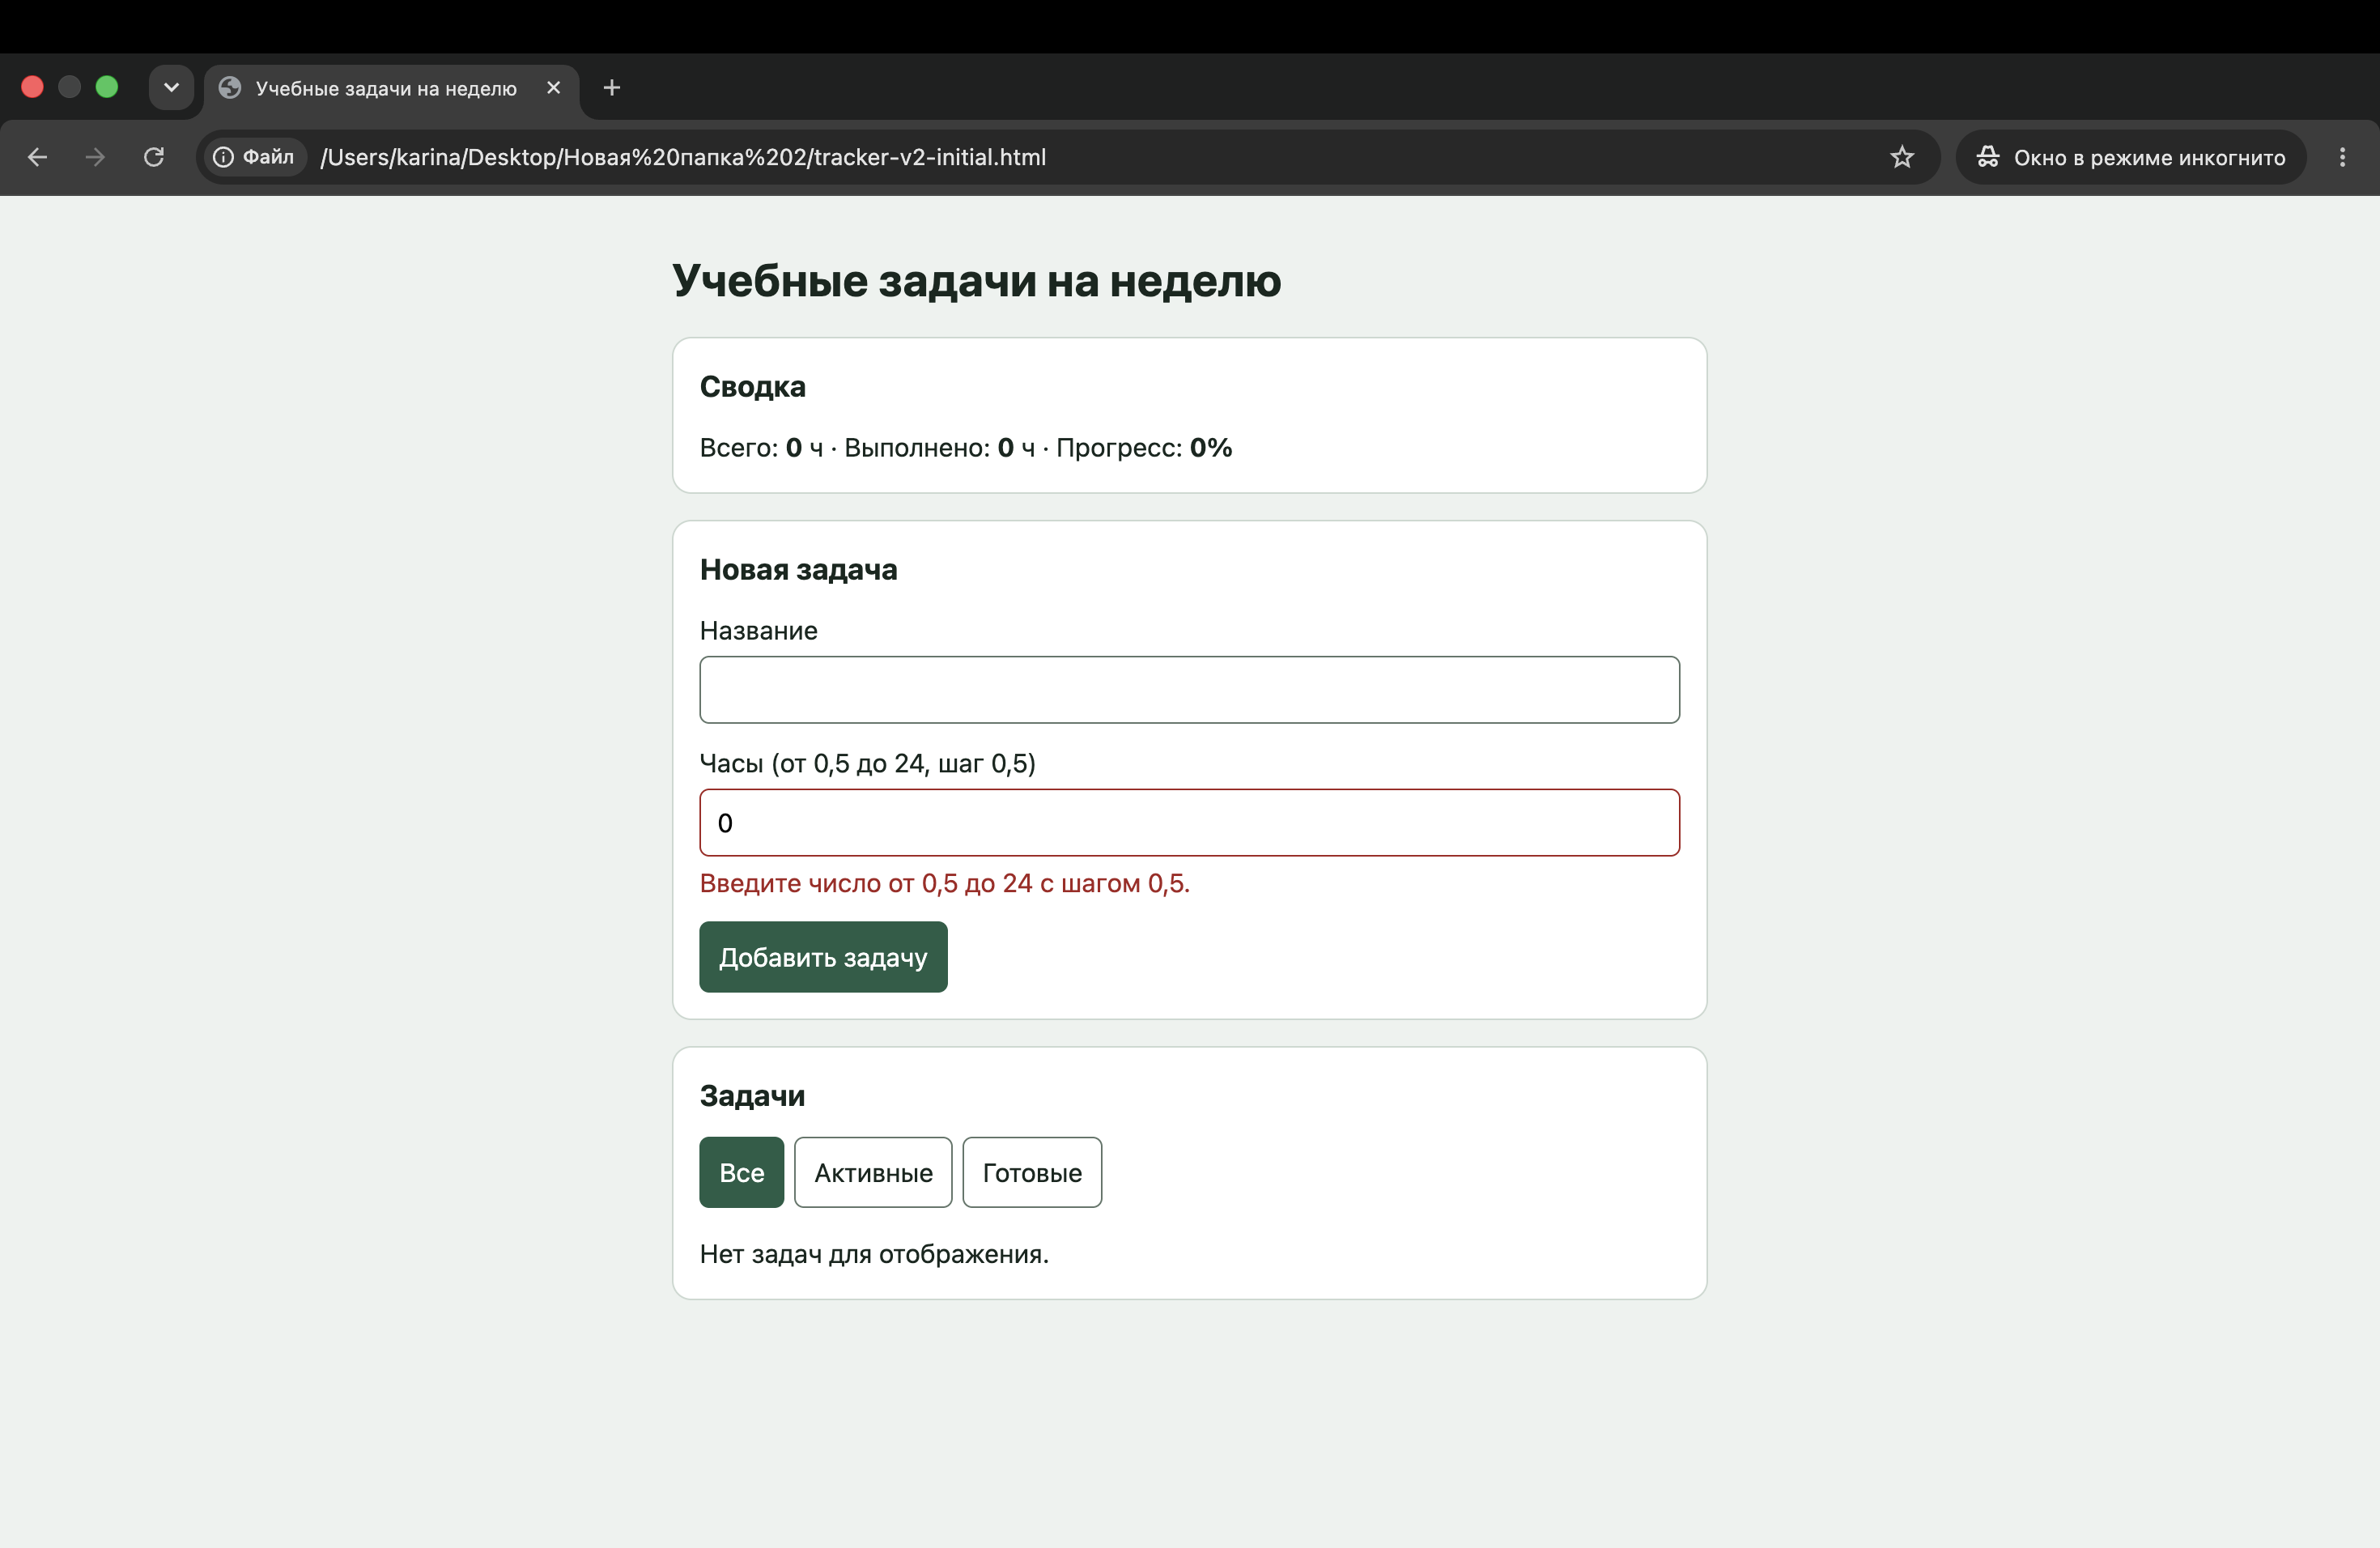 Учебные задачи на неделю
Файл /Users/karina/Desktop/Новая%20папка%202/tracker-v2-initial.html Окно в режиме инкогнито
Учебные задачи на неделю
Сводка
Всего: 0 ч · Выполнено: 0 ч · Прогресс: 0%
Новая задача
Название
Часы (от 0,5 до 24, шаг 0,5)
0
Введите число от 0,5 до 24 с шагом 0,5.
Добавить задачу
Задачи
Все Активные Готовые
Нет задач для отображения.